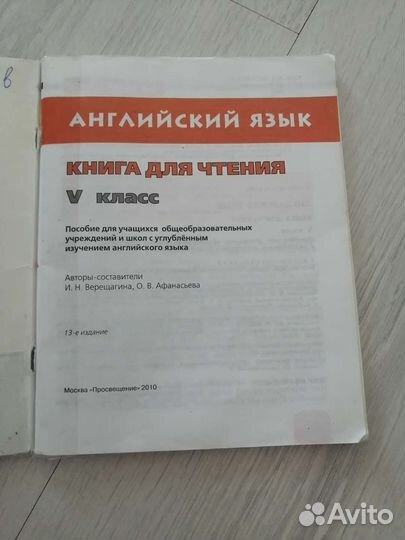 в
АНГЛИЙСКИЙ ЯЗЫК
КНИГА ДЛЯ ЧТЕНИЯ
V класс
Пособие для учащихся общеобразовательных
учреждений и школ с углублённым
изучением английского языка
Авторы-составители
И. Н. Верещагина, О. В. Афанасьева
13-е издание
Москва «Просвещение» 2010
Avito